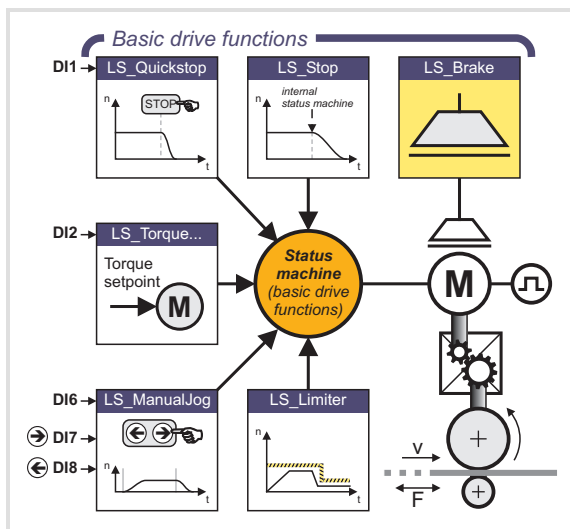 Basic drive functions
DI1
LS_Quickstop
LS_Stop
LS_Brake
n
STOP
t
n
internal
status machine
t
DI2
LS_Torque...
Torque
setpoint
M
Status
machine
(basic drive
functions)
M
DI6
DI7
DI8
LS_ManualJog
n
t
LS_Limiter
v
F